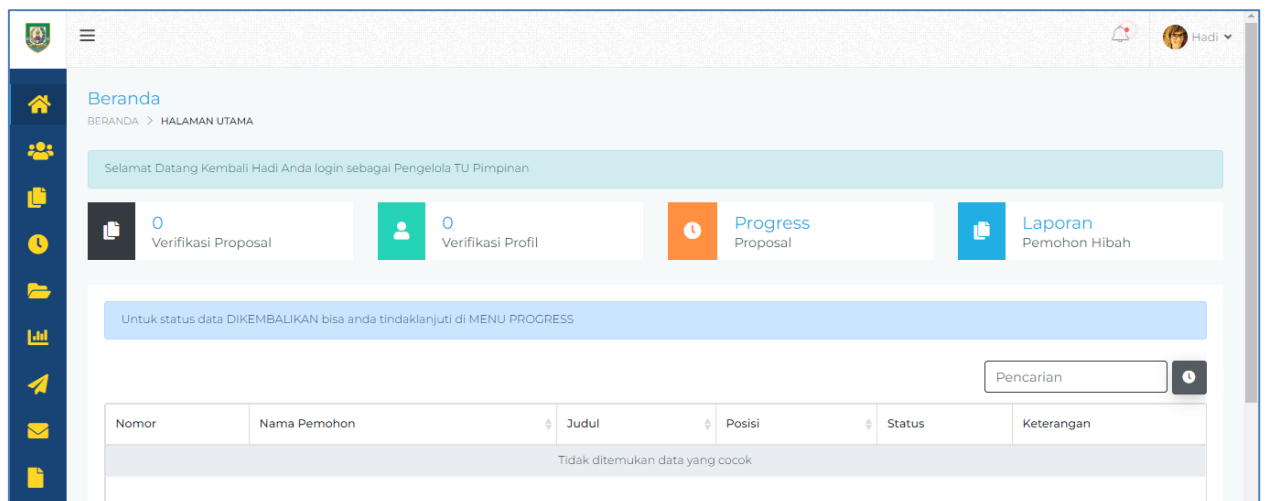 Hadi
Beranda
BERANDA > HALAMAN UTAMA
Selamat Datang Kembali Hadi Anda login sebagai Pengelola TU Pimpinan
0
Verifikasi Proposal
0
Verifikasi Profil
Progress
Proposal
Laporan
Pemohon Hibah
Untuk status data DIKEMBALIKAN bisa anda tindaklanjuti di MENU PROGRESS
Pencarian
Nomor Nama Pemohon Judul Posisi Status Keterangan
Tidak ditemukan data yang cocok